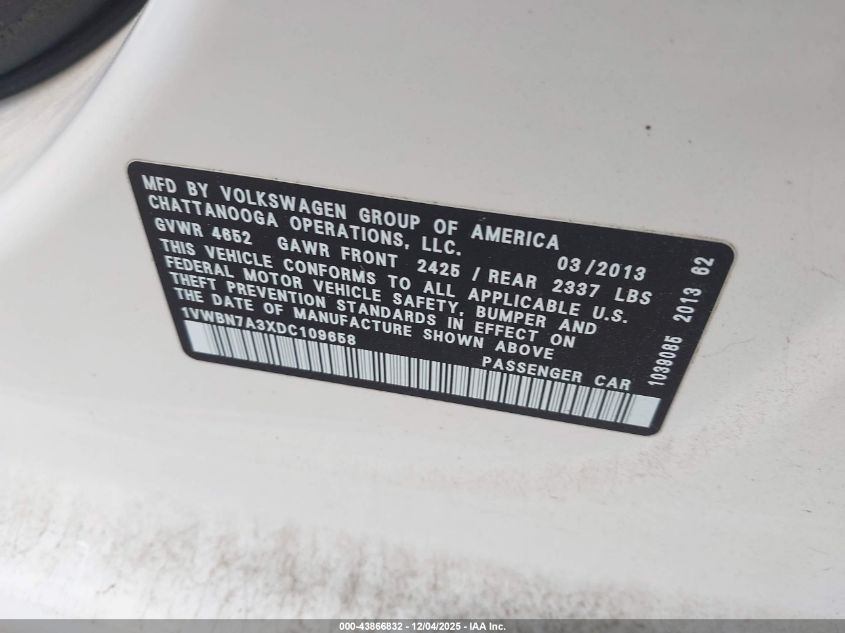 MFD BY VOLKSWAGEN GROUP OF AMERICA
CHATTANOOGA OPERATIONS, LLC.
03/2013
GVWR 4652 GAWR FRONT 2425 / REAR 2337 LBS
THIS VEHICLE CONFORMS TO ALL APPLICABLE U.S.
FEDERAL MOTOR VEHICLE SAFETY, BUMPER AND
THEFT PREVENTION STANDARDS IN EFFECT ON
THE DATE OF MANUFACTURE SHOWN ABOVE
1VWBN7A3XDC109658
PASSENGER CAR
1039085 2013 62
000-43866832 - 12/04/2025 - IAA Inc.